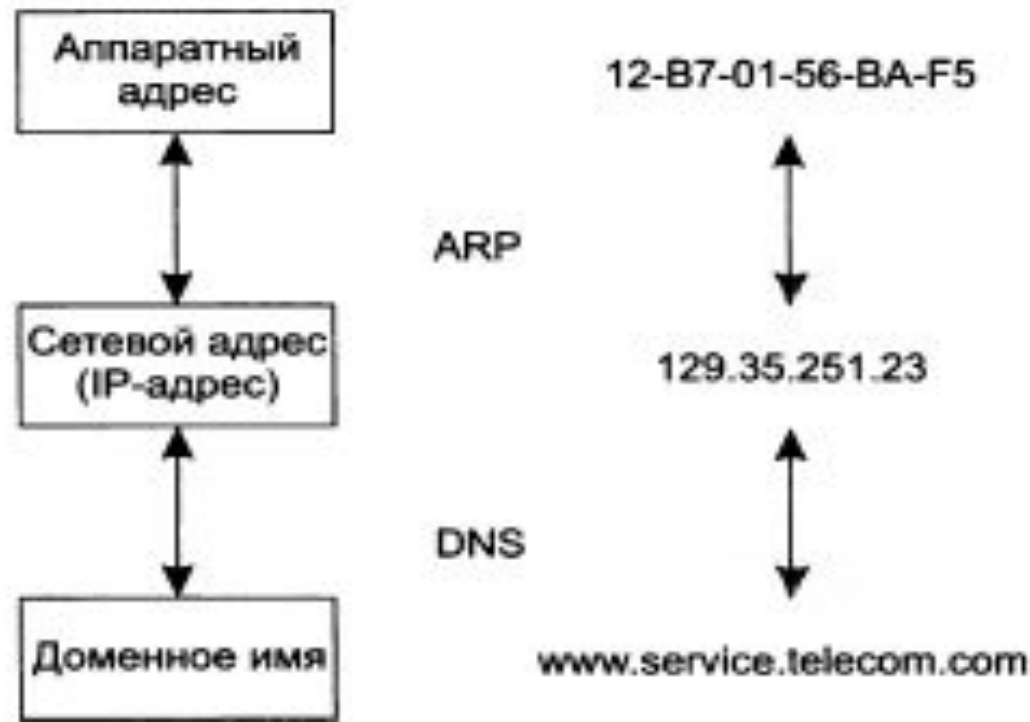 Аппаратный
адрес
12-B7-01-56-BA-F5
ARP
Сетевой адрес
(IP-адрес)
129.35.251.23
DNS
Доменное имя
www.service.telecom.com